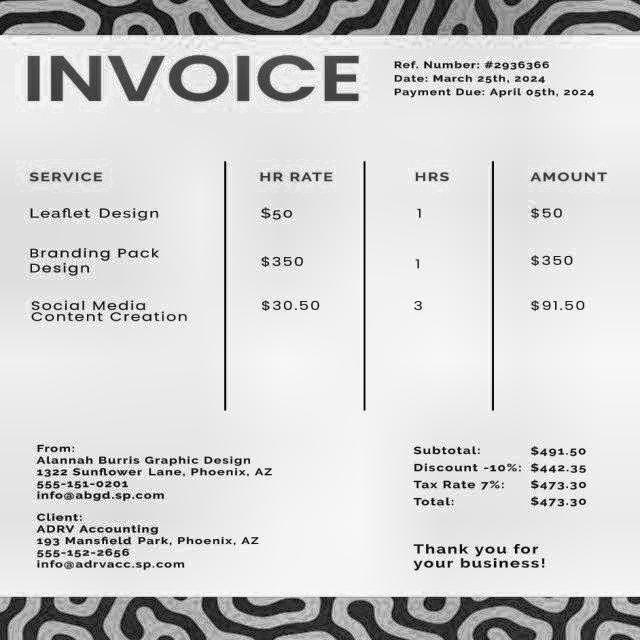 INVOICE
Ref. Number: #2936366
Date: March 25th, 2024
Payment Due: April 05th, 2024
SERVICE HR RATE HRS AMOUNT
Leaflet Design $50 1 $50
Branding Pack
Design $350 1 $350
Social Media
Content Creation $30.50 3 $91.50
From:
Alannah Burris Graphic Design
1322 Sunflower Lane, Phoenix, AZ
555-151-0201
info@abgd.sp.com
Client:
ADRV Accounting
193 Mansfield Park, Phoenix, AZ
555-152-2656
info@adrvacc.sp.com
Subtotal: $491.50
Discount -10%: $442.35
Tax Rate 7%: $473.30
Total: $473.30
Thank you for
your business!